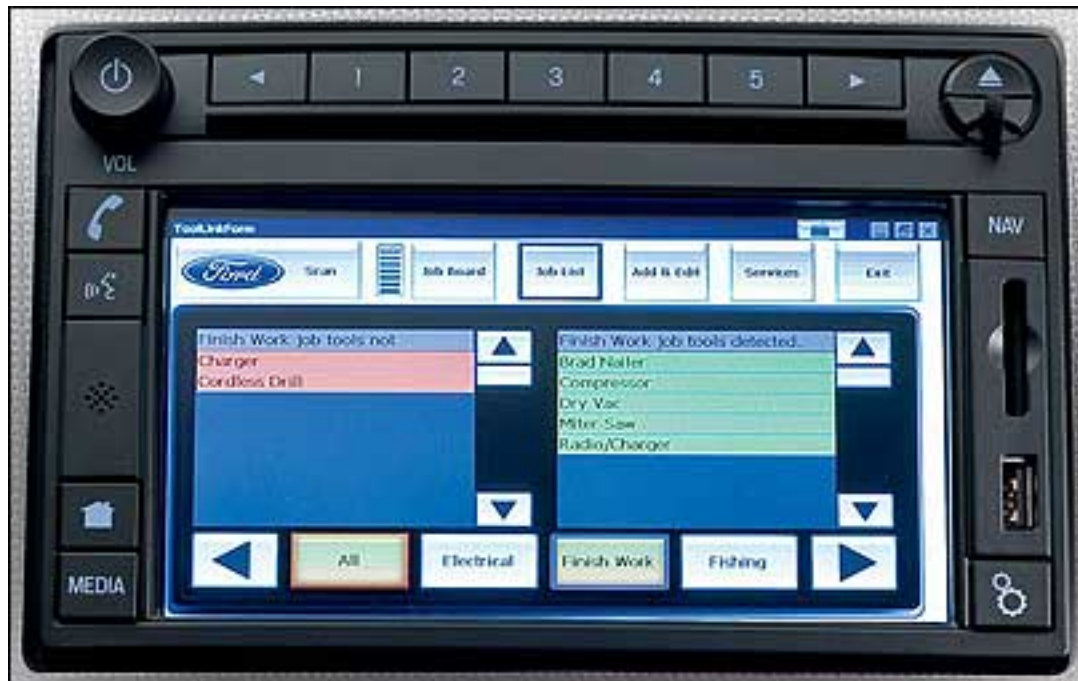 1 2 3 4 5
VOL
NAV
MEDIA
ToolLinkForm
Ford
Scan
Job Board
Job List
Add & Edit
Services
Exit
Finish Work Job tools not
Charger
Cordless Drill
Finish Work Job tools detected.
Brad Nailer
Compressor
Dry Vac
Miter Saw
Radio/Charger
All
Electrical
Finish Work
Fishing